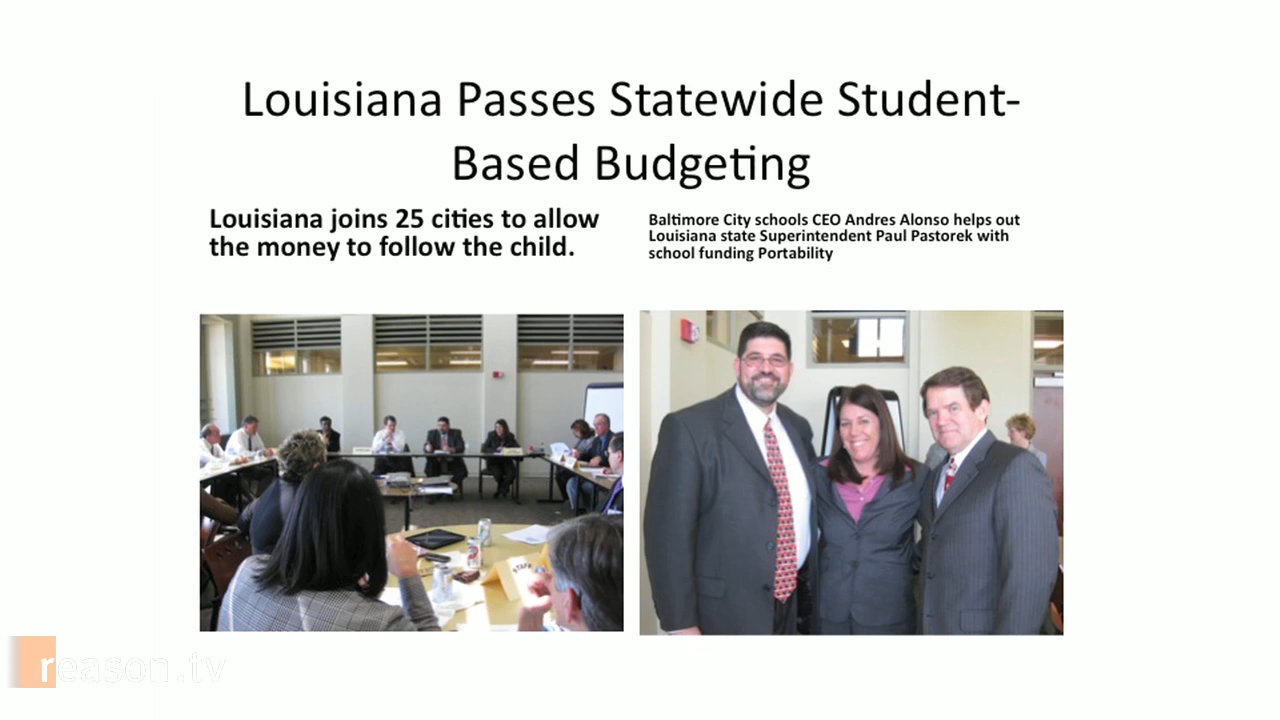 Louisiana Passes Statewide Student-
Based Budgeting
Louisiana joins 25 cities to allow
the money to follow the child.
Baltimore City schools CEO Andres Alonso helps out
Louisiana state Superintendent Paul Pastorek with
school funding Portability
STAFF
reason.tv